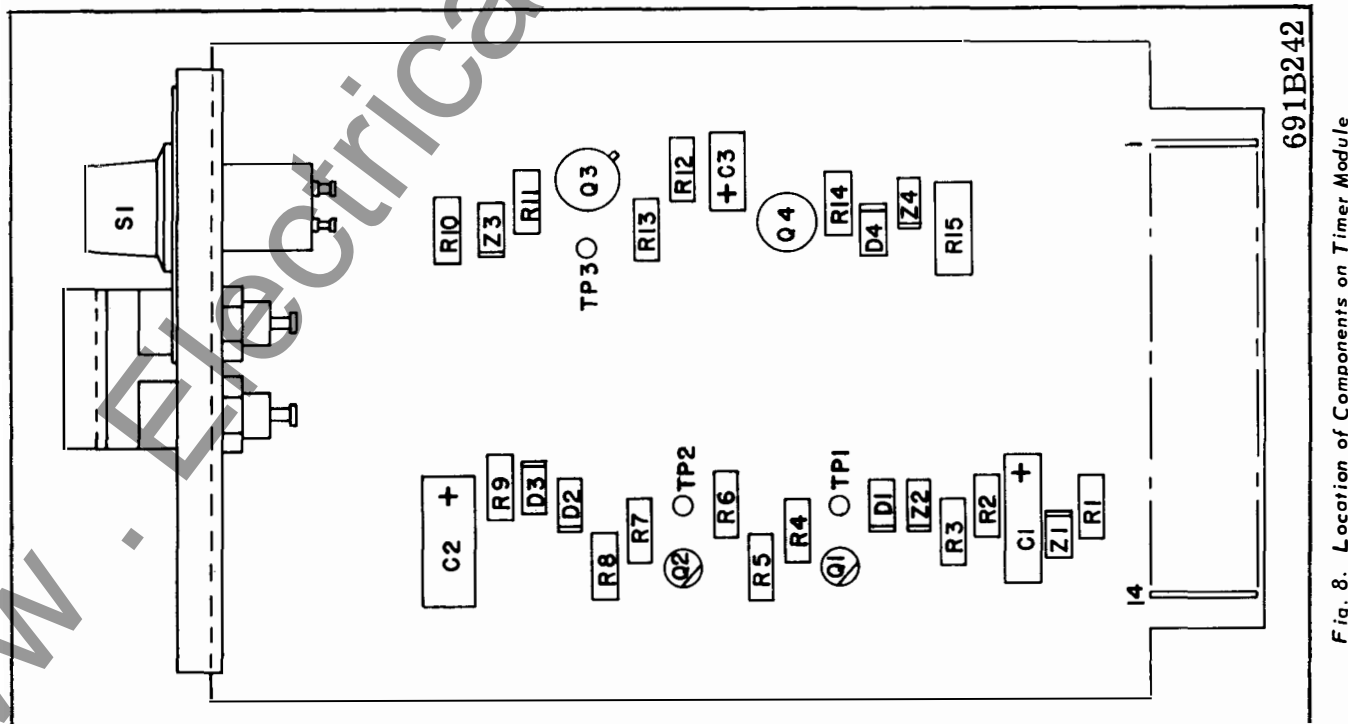 S1
R10
Z3
R11
Q3
TP3
R13
R12
+ C3
Q4
R14
D4
Z4
R15
C2 +
R9
D3
D2
R8
R7
Q2
TP2
R6
R5
R4
Q1
TP1
D1
Z2
R3
R2
C1 +
Z1
R1
1
14
691B242
Fig. 8. Location of Components on Timer Module
w . Electrica